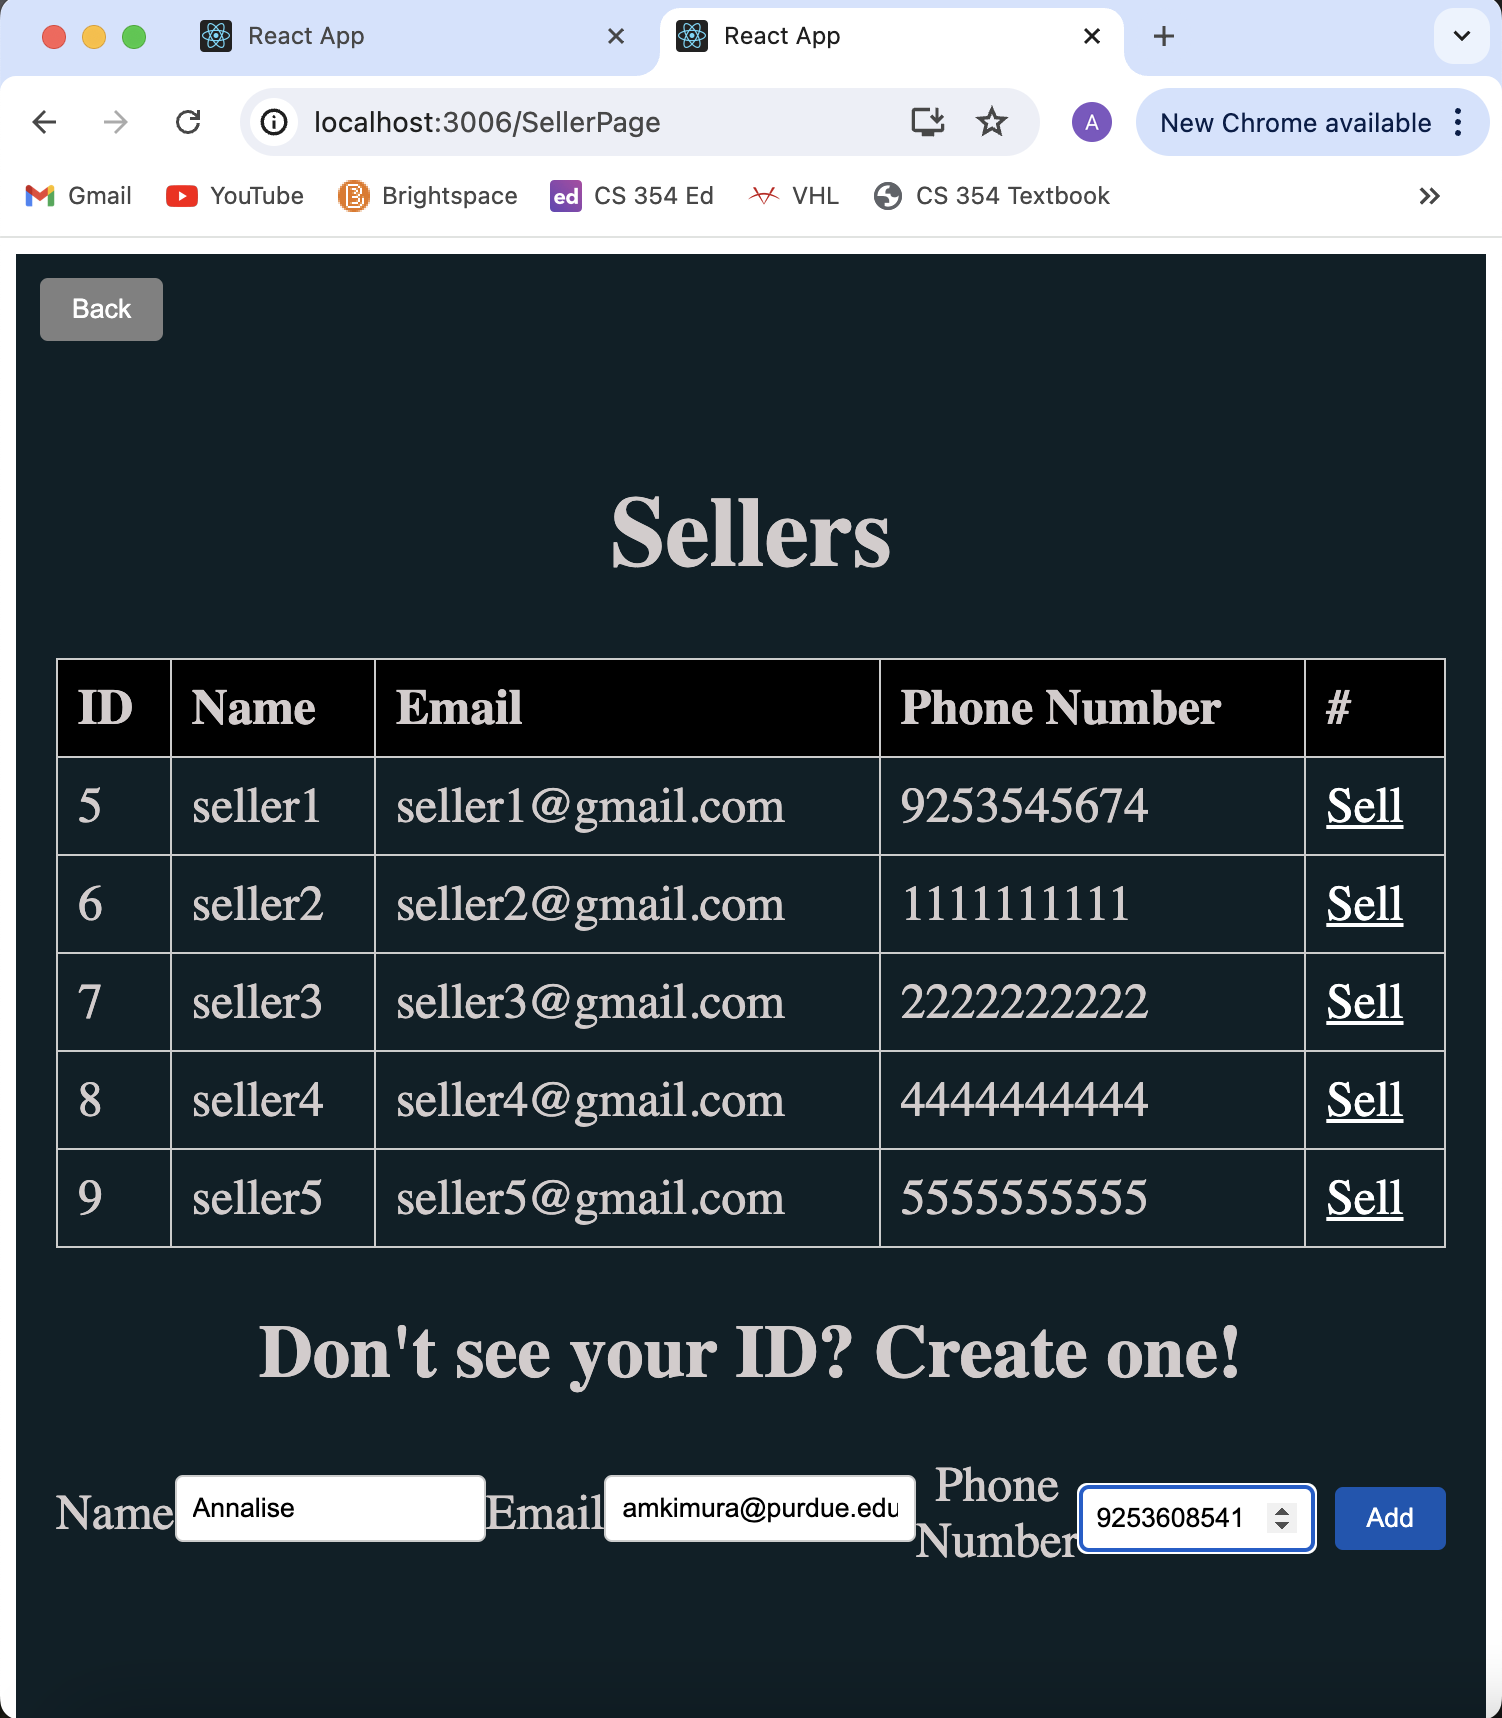 React App
React App
localhost:3006/SellerPage
A
New Chrome available
Gmail
YouTube
Brightspace
ed
CS 354 Ed
VHL
CS 354 Textbook
Back
Sellers
ID Name Email Phone Number #
5 seller1 seller1@gmail.com 9253545674 Sell
6 seller2 seller2@gmail.com 1111111111 Sell
7 seller3 seller3@gmail.com 2222222222 Sell
8 seller4 seller4@gmail.com 4444444444 Sell
9 seller5 seller5@gmail.com 5555555555 Sell
Don't see your ID? Create one!
Name Annalise Email amkimura@purdue.edu
Phone
Number
9253608541
Add